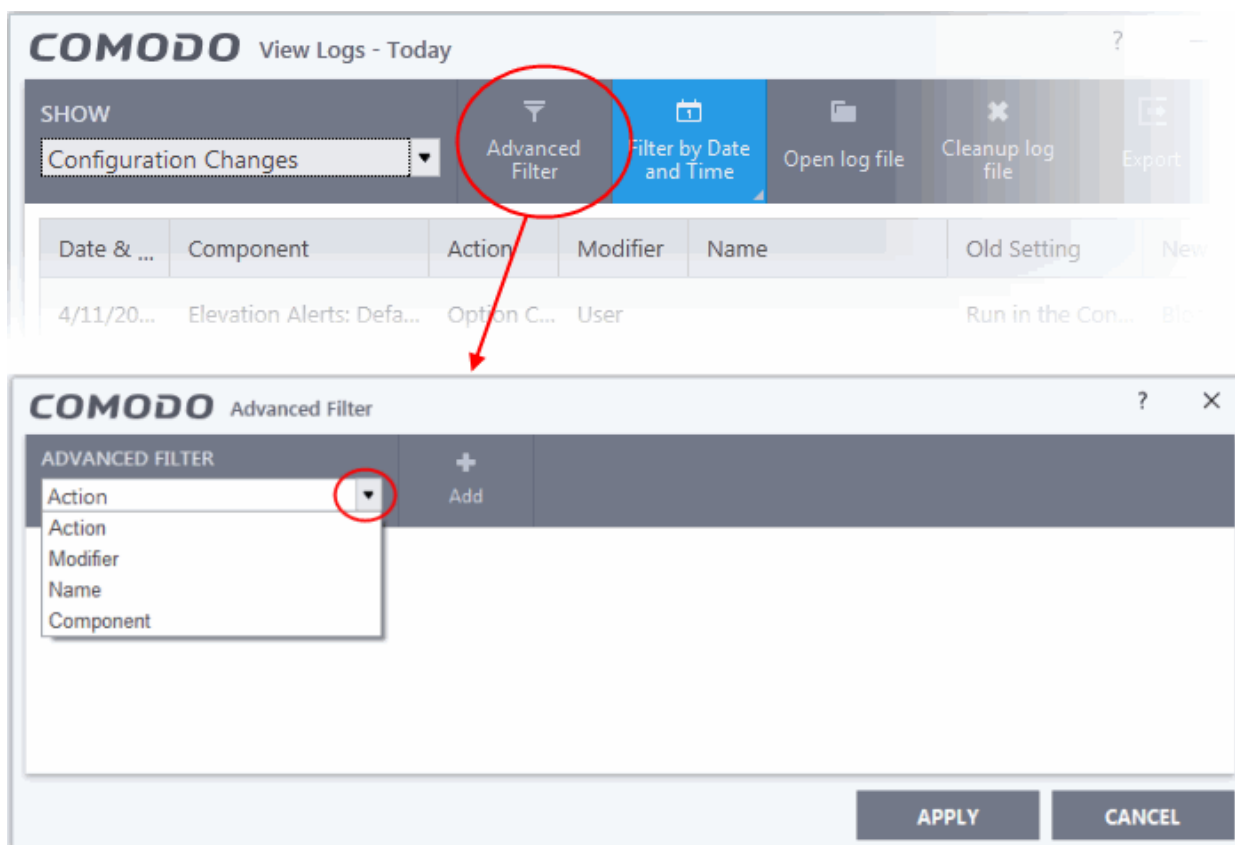 COMODO View Logs - Today ?
SHOW
Configuration Changes
Advanced
Filter
Filter by Date
and Time
Open log file
Cleanup log
file
Export
Date & ... Component Action Modifier Name Old Setting New
4/11/20... Elevation Alerts: Defa... Option C... User Run in the Con...
COMODO Advanced Filter ?
ADVANCED FILTER
Action
Add
Action
Modifier
Name
Component
APPLY CANCEL